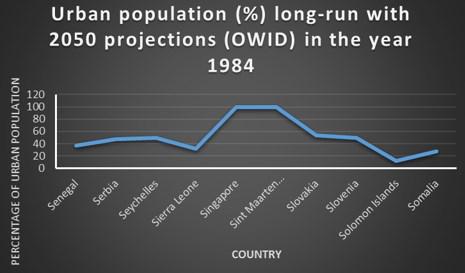 Urban population (%) long-run with
2050 projections (OWID) in the year
1984
PERCENTAGE OF URBAN POPULATION
120
100
80
60
40
20
0
Senegal
Serbia
Seychelles
Sierra Leone
Singapore
Sint Maarten…
Slovakia
Slovenia
Solomon Islands
Somalia
COUNTRY